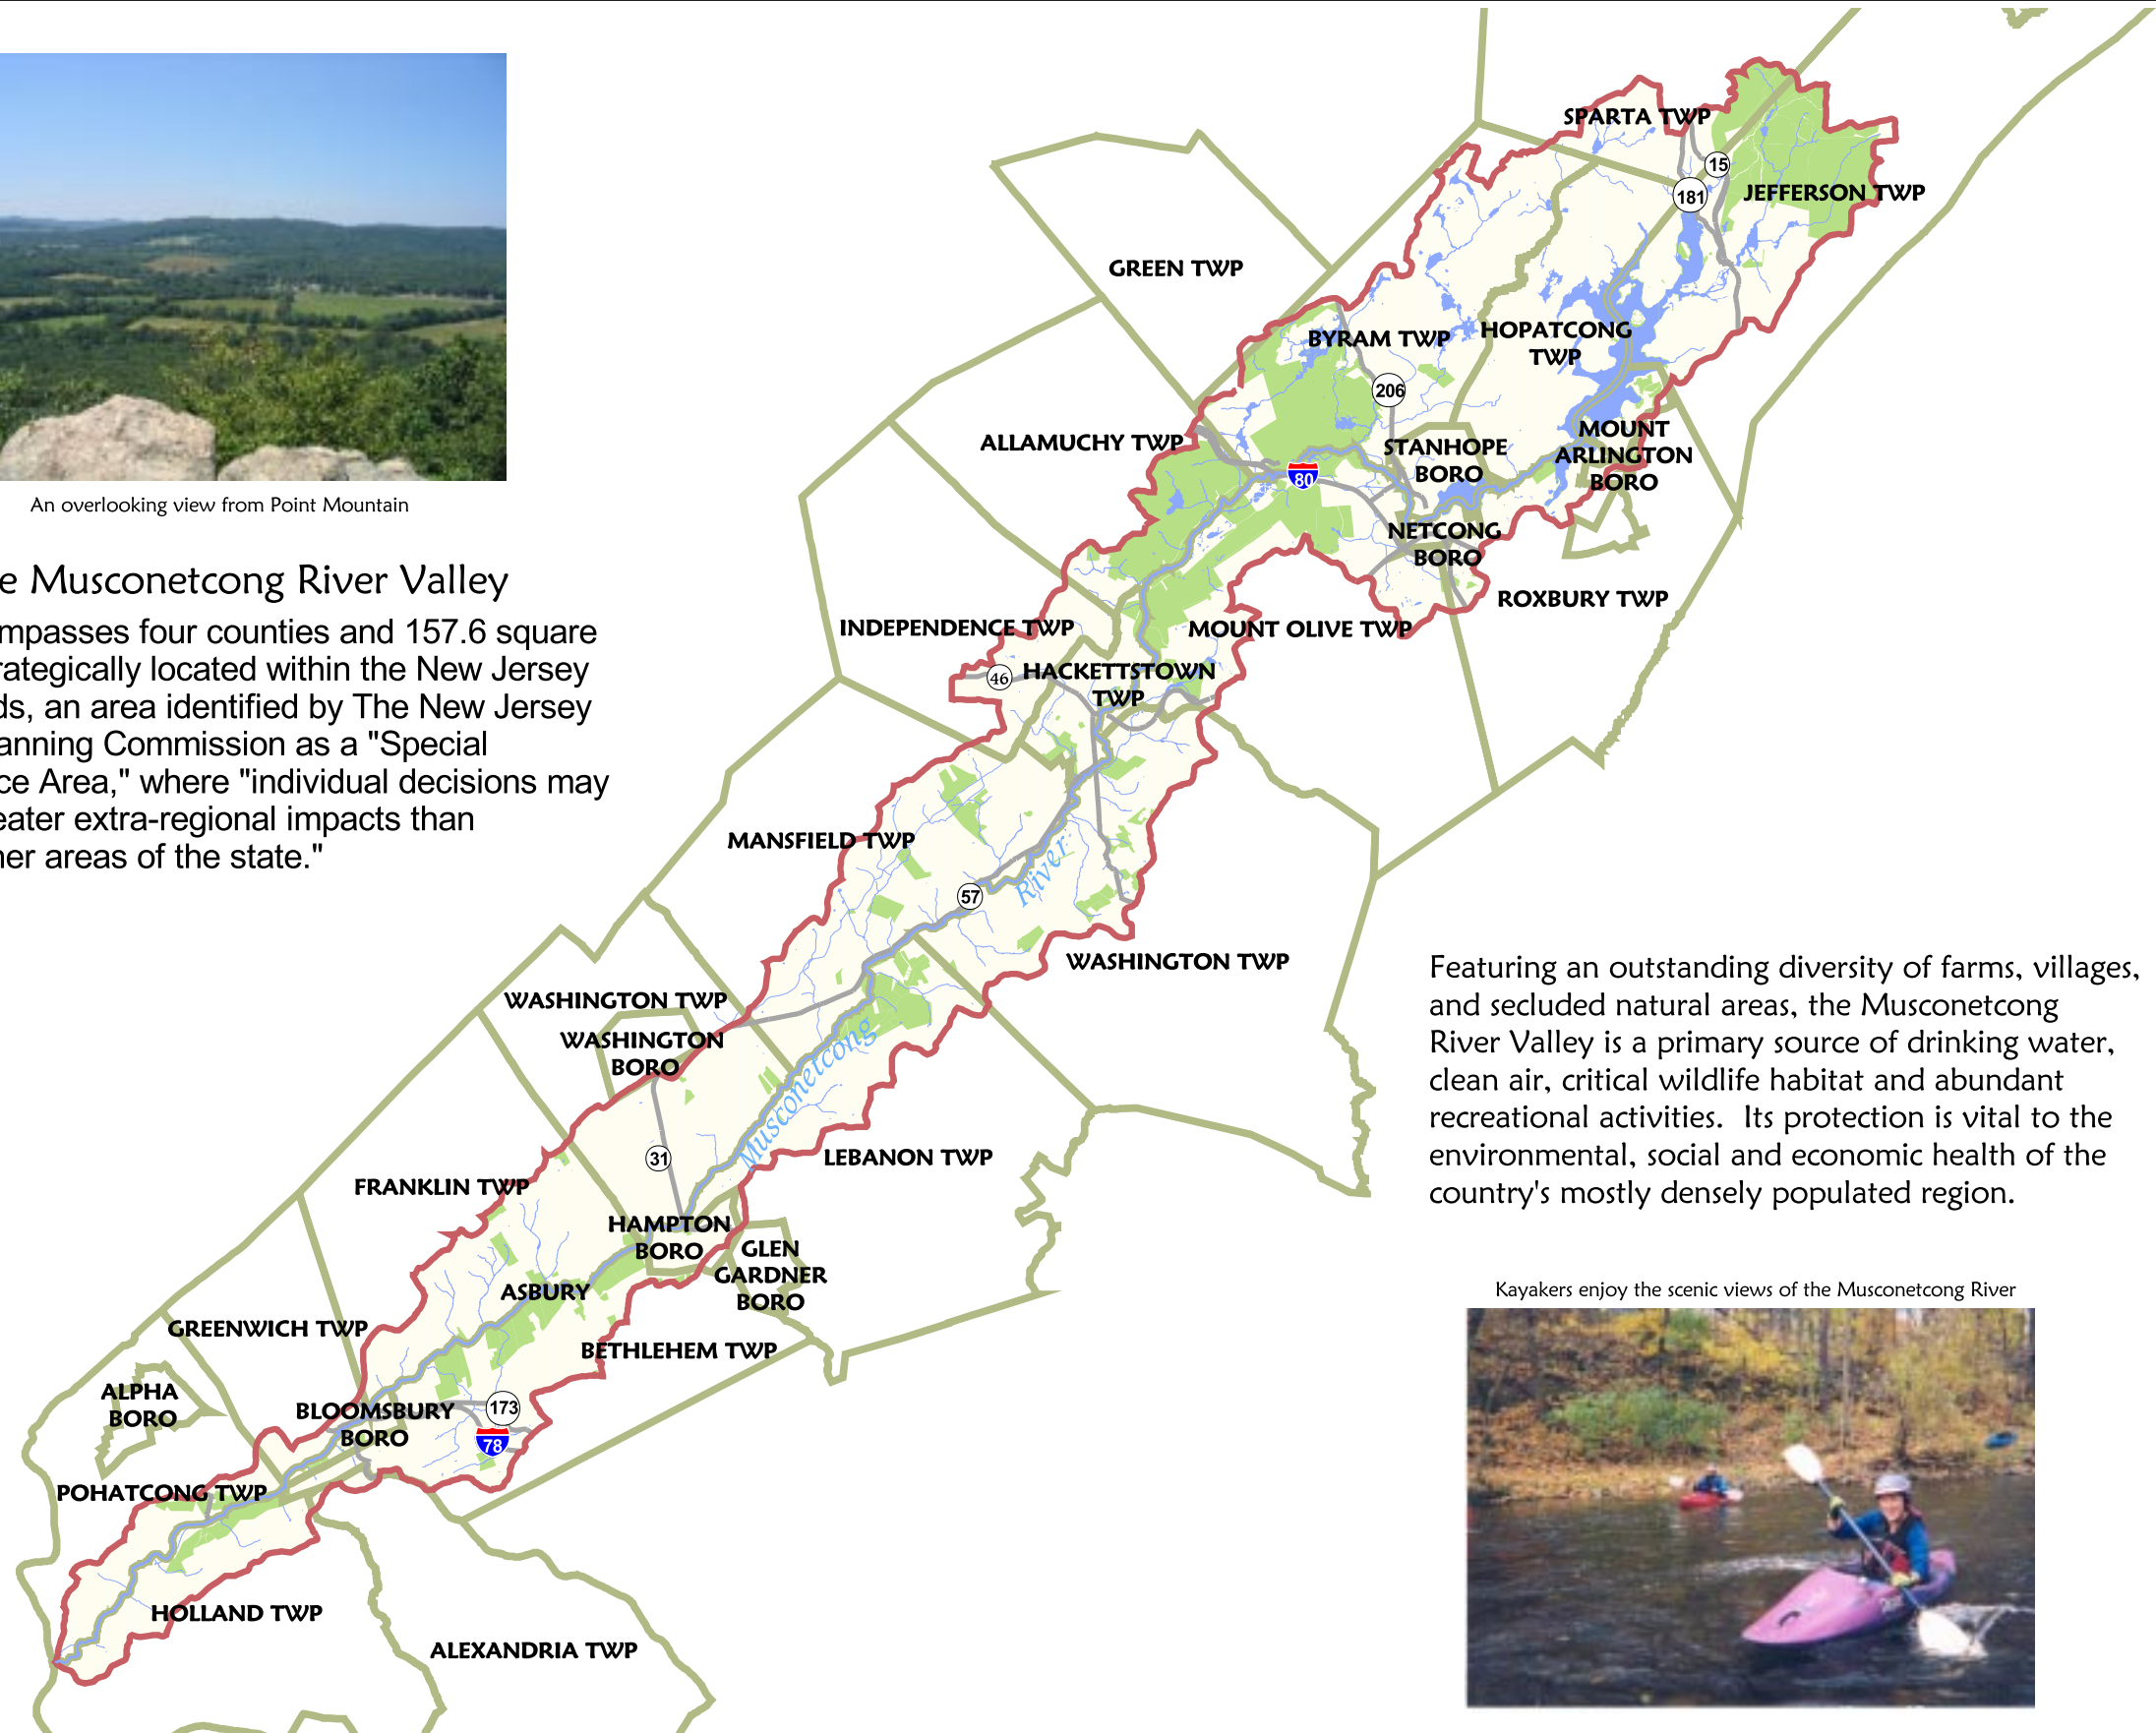 An overlooking view from Point Mountain
e Musconetcong River Valley
mpasses four counties and 157.6 square
rategically located within the New Jersey
ds, an area identified by The New Jersey
anning Commission as a "Special
ce Area," where "individual decisions may
eater extra-regional impacts than
her areas of the state."
SPARTA TWP
15
181
JEFFERSON TWP
GREEN TWP
BYRAM TWP
HOPATCONG
TWP
206
ALLAMUCHY TWP
STANHOPE
BORO
MOUNT
ARLINGTON
BORO
80
NETCONG
BORO
ROXBURY TWP
INDEPENDENCE TWP
MOUNT OLIVE TWP
46
HACKETTSTOWN
TWP
MANSFIELD TWP
River
57
WASHINGTON TWP
WASHINGTON TWP
WASHINGTON
BORO
Musconetcong
31
LEBANON TWP
FRANKLIN TWP
HAMPTON
BORO
GLEN
GARDNER
BORO
ASBURY
GREENWICH TWP
BETHLEHEM TWP
ALPHA
BORO
BLOOMSBURY
BORO
173
78
POHATCONG TWP
HOLLAND TWP
ALEXANDRIA TWP
Featuring an outstanding diversity of farms, villages,
and secluded natural areas, the Musconetcong
River Valley is a primary source of drinking water,
clean air, critical wildlife habitat and abundant
recreational activities.  Its protection is vital to the
environmental, social and economic health of the
country's mostly densely populated region.
Kayakers enjoy the scenic views of the Musconetcong River